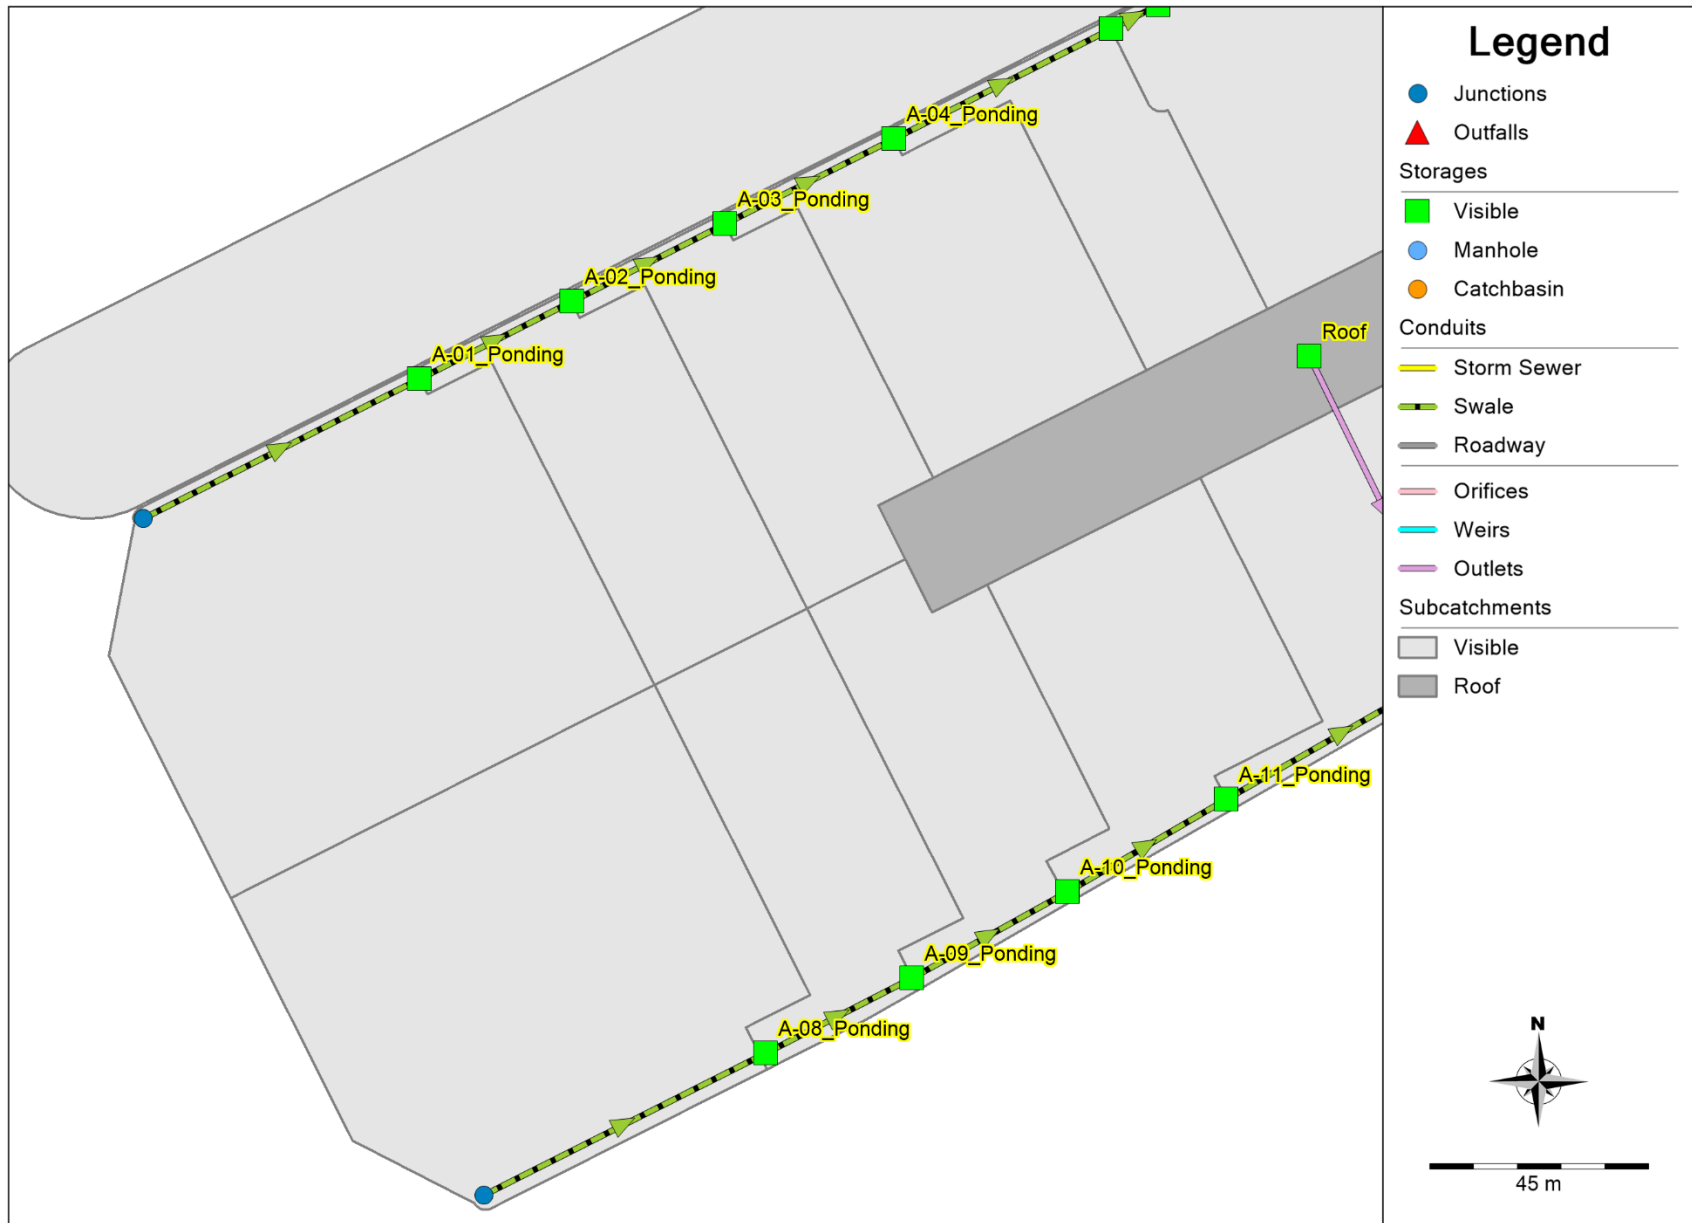 A-04_Ponding
A-03_Ponding
A-02_Ponding
A-01_Ponding
Roof
A-11_Ponding
A-10_Ponding
A-09_Ponding
A-08_Ponding
Legend
Junctions
Outfalls
Storages
Visible
Manhole
Catchbasin
Conduits
Storm Sewer
Swale
Roadway
Orifices
Weirs
Outlets
Subcatchments
Visible
Roof
N
45 m